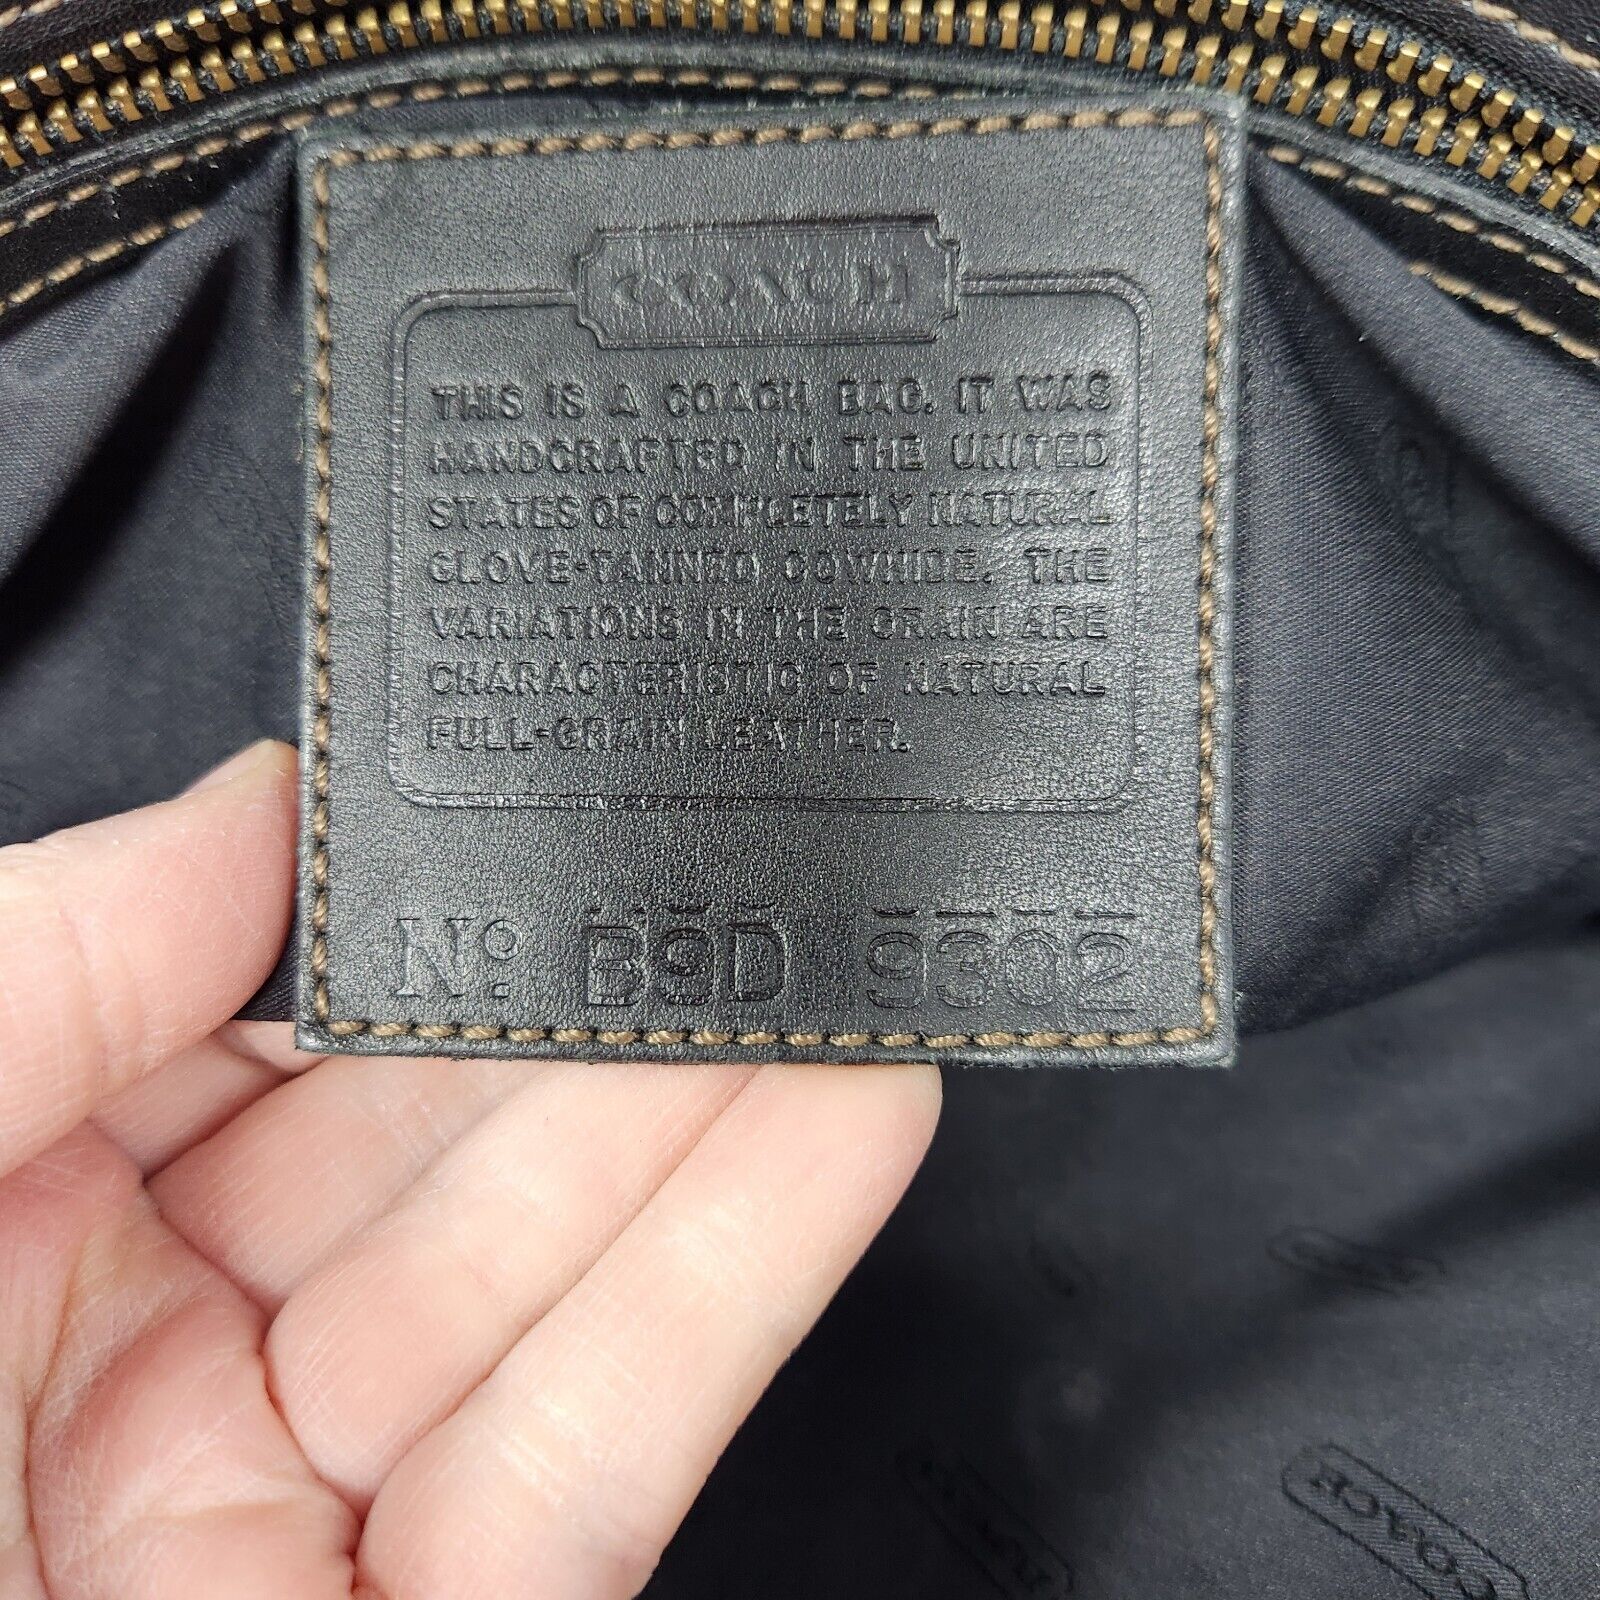 COACH
THIS IS A COACH BAG. IT WAS
HANDCRAFTED IN THE UNITED
STATES OF COMPLETELY NATURAL
GLOVE-TANNED COWHIDE. THE
VARIATIONS IN THE GRAIN ARE
CHARACTERISTIC OF NATURAL
FULL-GRAIN LEATHER.
No. B9D 9302
COACH